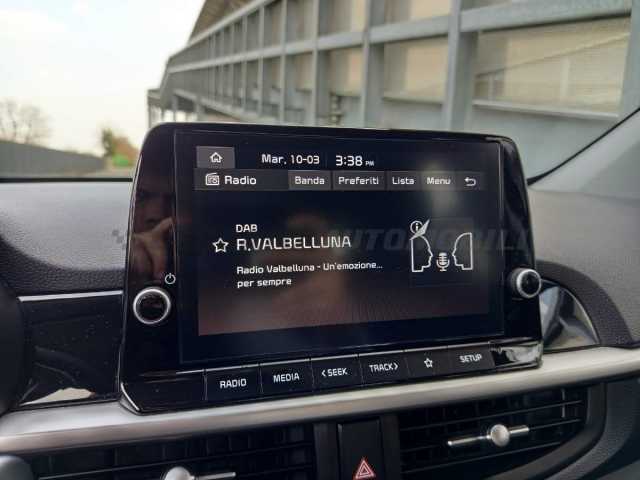 Mar. 10-03 3:38 PM
Radio Banda Preferiti Lista Menu
DAB
R.VALBELLUNA
Radio Valbelluna - Un'emozione...
per sempre
RADIO MEDIA <SEEK TRACK> SETUP
AUTOMOBILI